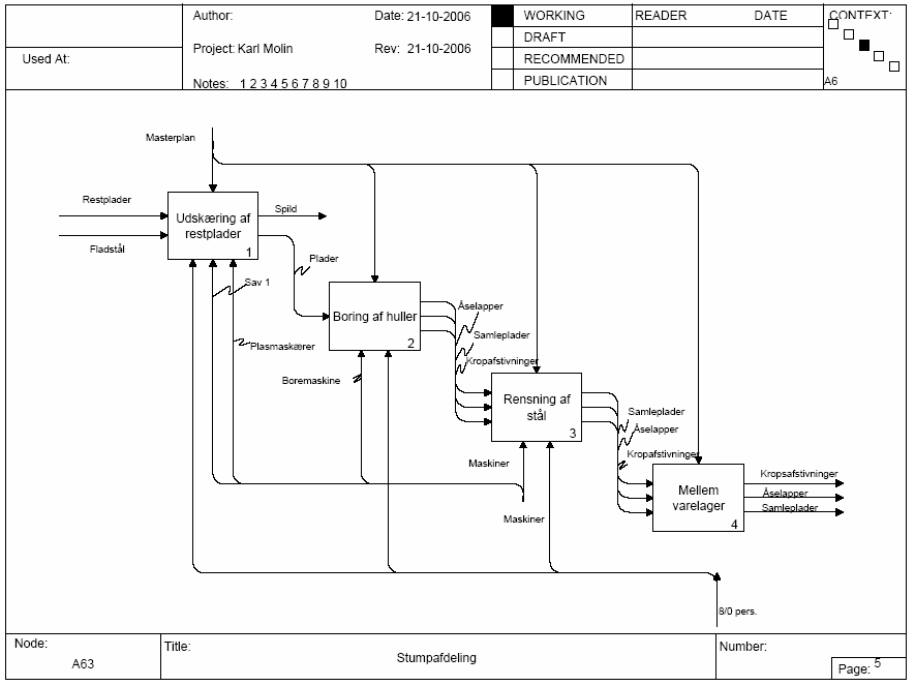 Used At:
Author:
Date: 21-10-2006
Project: Karl Molin
Rev: 21-10-2006
Notes: 1 2 3 4 5 6 7 8 9 10
WORKING
DRAFT
RECOMMENDED
PUBLICATION
READER DATE
CONTEXT:
A6
Masterplan
Restplader
Fladstål
Udskæring af
restplader
1
Spild
Plader
Sav 1
Plasmaskærer
Boring af huller
2
Boremaskine
Åselapper
Samleplader
Kropafstivninger
Rensning af
stål
3
Maskiner
Maskiner
Samleplader
Åselapper
Kropafstivninger
Mellem
varelager
4
Kropsafstivninger
Åselapper
Samleplader
8/0 pers.
Node:
A63
Title:
Stumpafdeling
Number:
Page: 5